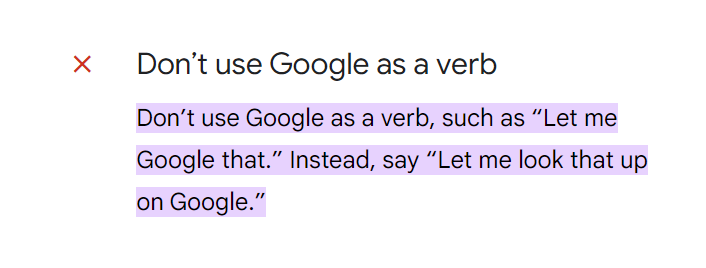 Don’t use Google as a verb
Don’t use Google as a verb, such as “Let me
Google that.” Instead, say “Let me look that up
on Google.”